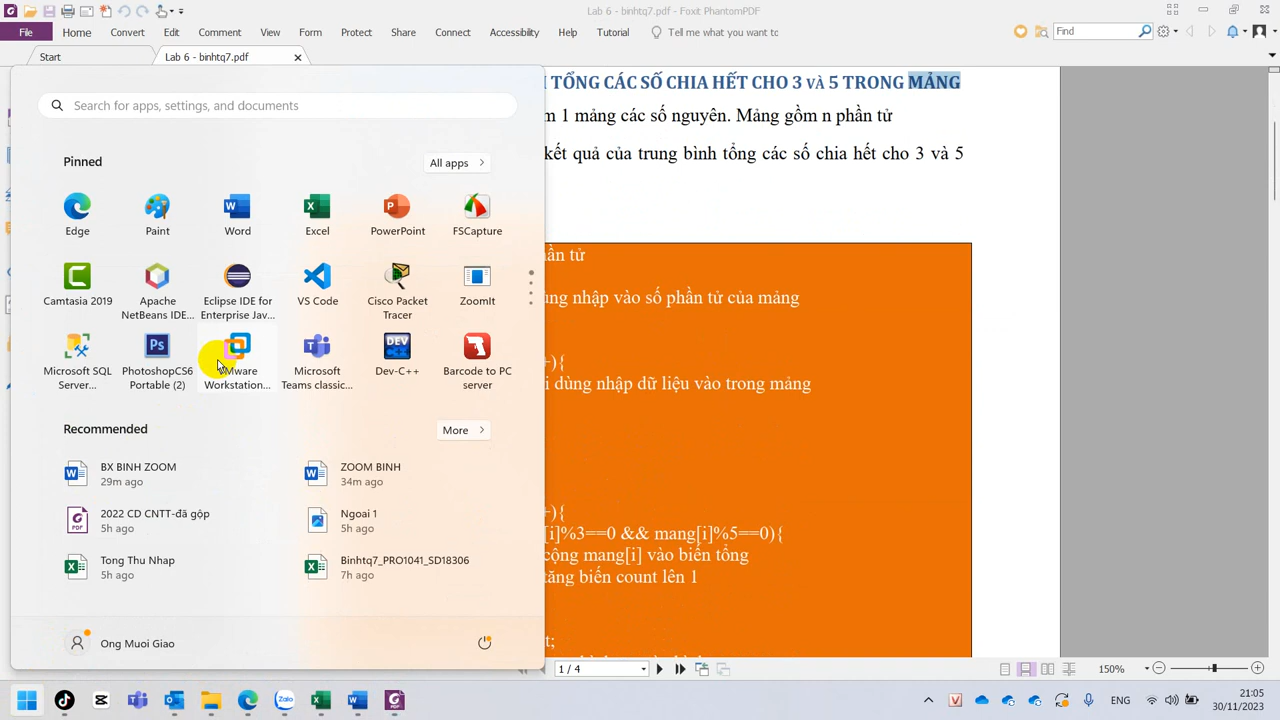 Lab 6 - binhtq7.pdf - Foxit PhantomPDF
File Home Convert Edit Comment View Form Protect Share Connect Accessibility Help Tutorial Tell me what you want to Find
Start Lab 6 - binhtq7.pdf
TỔNG CÁC SỐ CHIA HẾT CHO 3 VÀ 5 TRONG MẢNG
m 1 mảng các số nguyên. Mảng gồm n phần tử
kết quả của trung bình tổng các số chia hết cho 3 và 5
Search for apps, settings, and documents
Pinned
All apps
Edge
Paint
Word
Excel
PowerPoint
FSCapture
Camtasia 2019
Apache NetBeans IDE...
Eclipse IDE for Enterprise Jav...
VS Code
Cisco Packet Tracer
ZoomIt
Microsoft SQL Server...
PhotoshopCS6 Portable (2)
Mware Workstation...
Microsoft Teams classic...
Dev-C++
Barcode to PC server
Recommended
More
BX BINH ZOOM
29m ago
ZOOM BINH
34m ago
2022 CD CNTT-đã gộp
5h ago
Ngoai 1
5h ago
Tong Thu Nhap
5h ago
Binhtq7_PRO1041_SD18306
7h ago
Ong Muoi Giao
ần tử
ùng nhập vào số phần tử của mảng
+){
i dùng nhập dữ liệu vào trong mảng
+){
[i]%3==0 && mang[i]%5==0){
cộng mang[i] vào biến tổng
tăng biến count lên 1
t;
1 / 4
150%
Zalo
ENG
21:05
30/11/2023